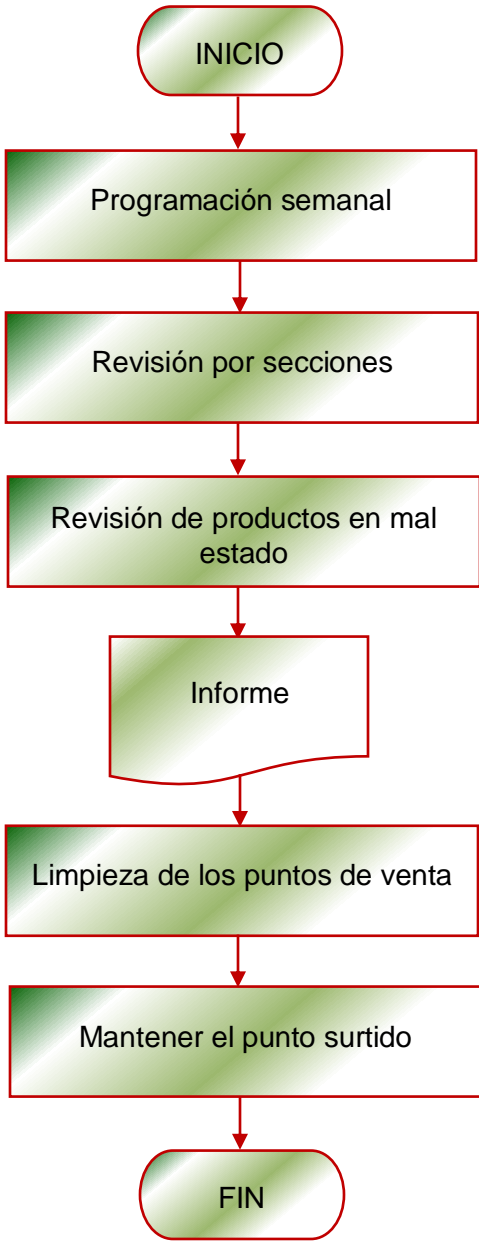 INICIO
Programación semanal
Revisión por secciones
Revisión de productos en mal
estado
Informe
Limpieza de los puntos de venta
Mantener el punto surtido
FIN